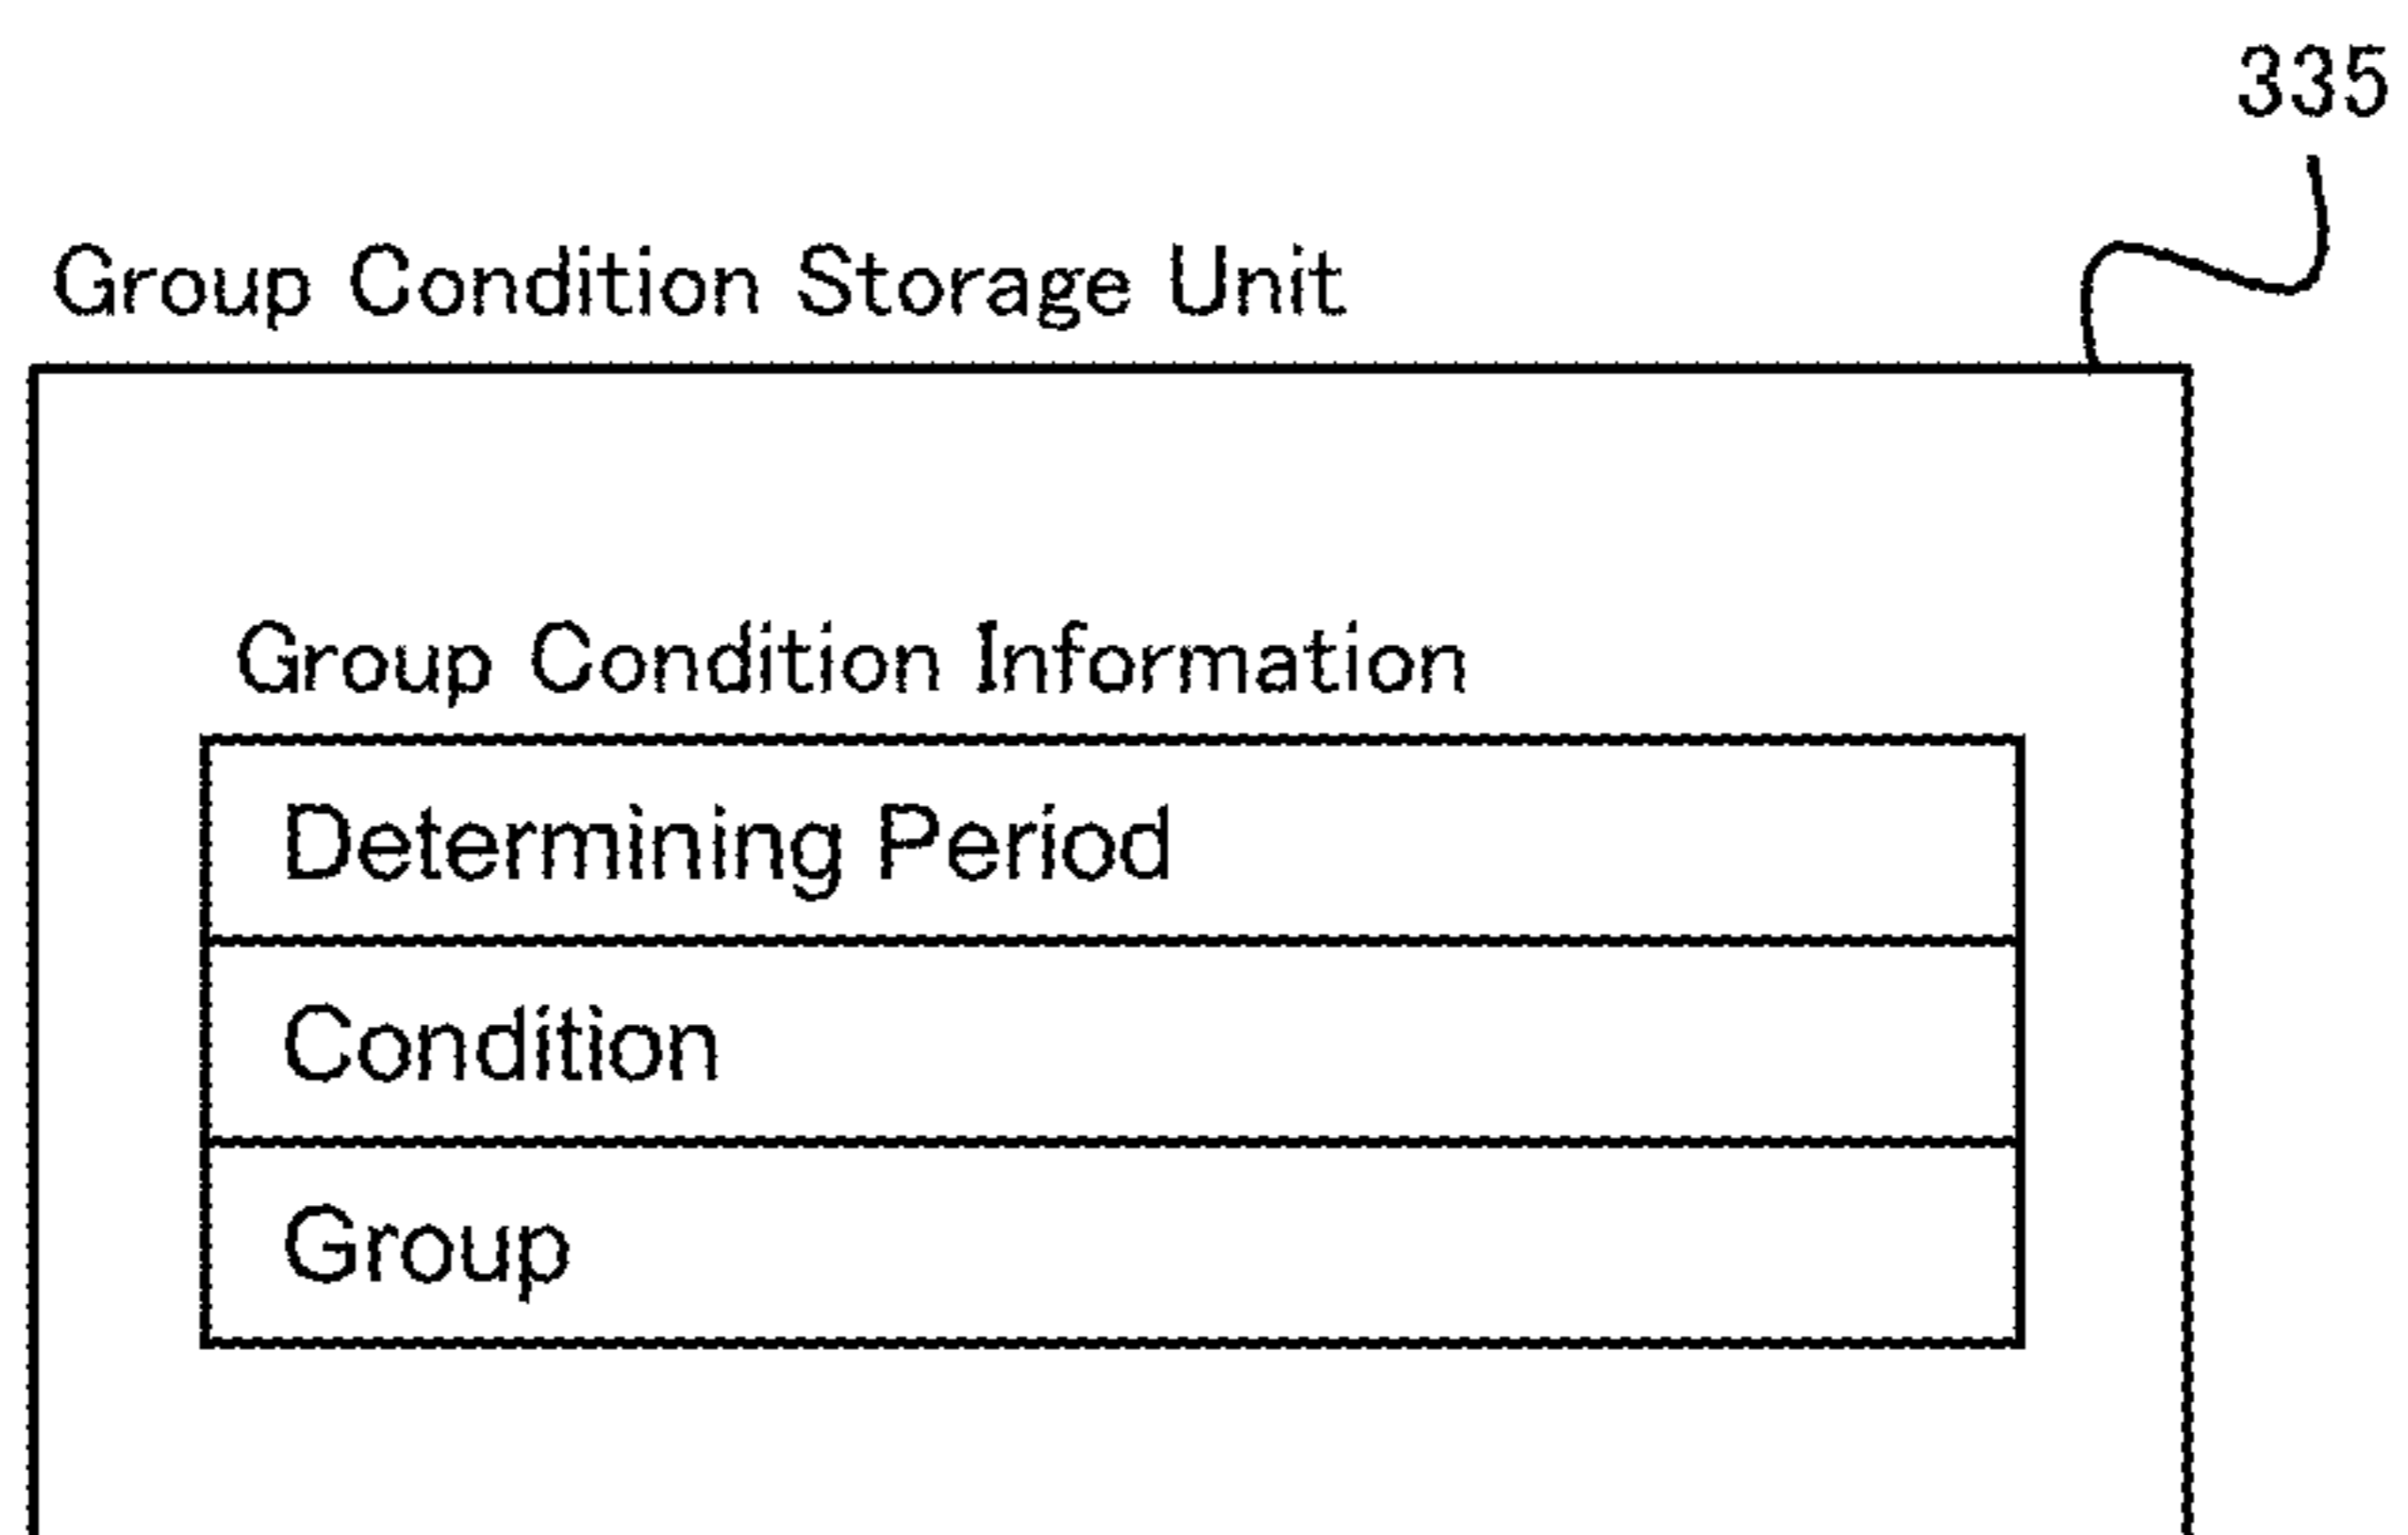 335
Group Condition Storage Unit
Group Condition Information
Determining Period
Condition
Group